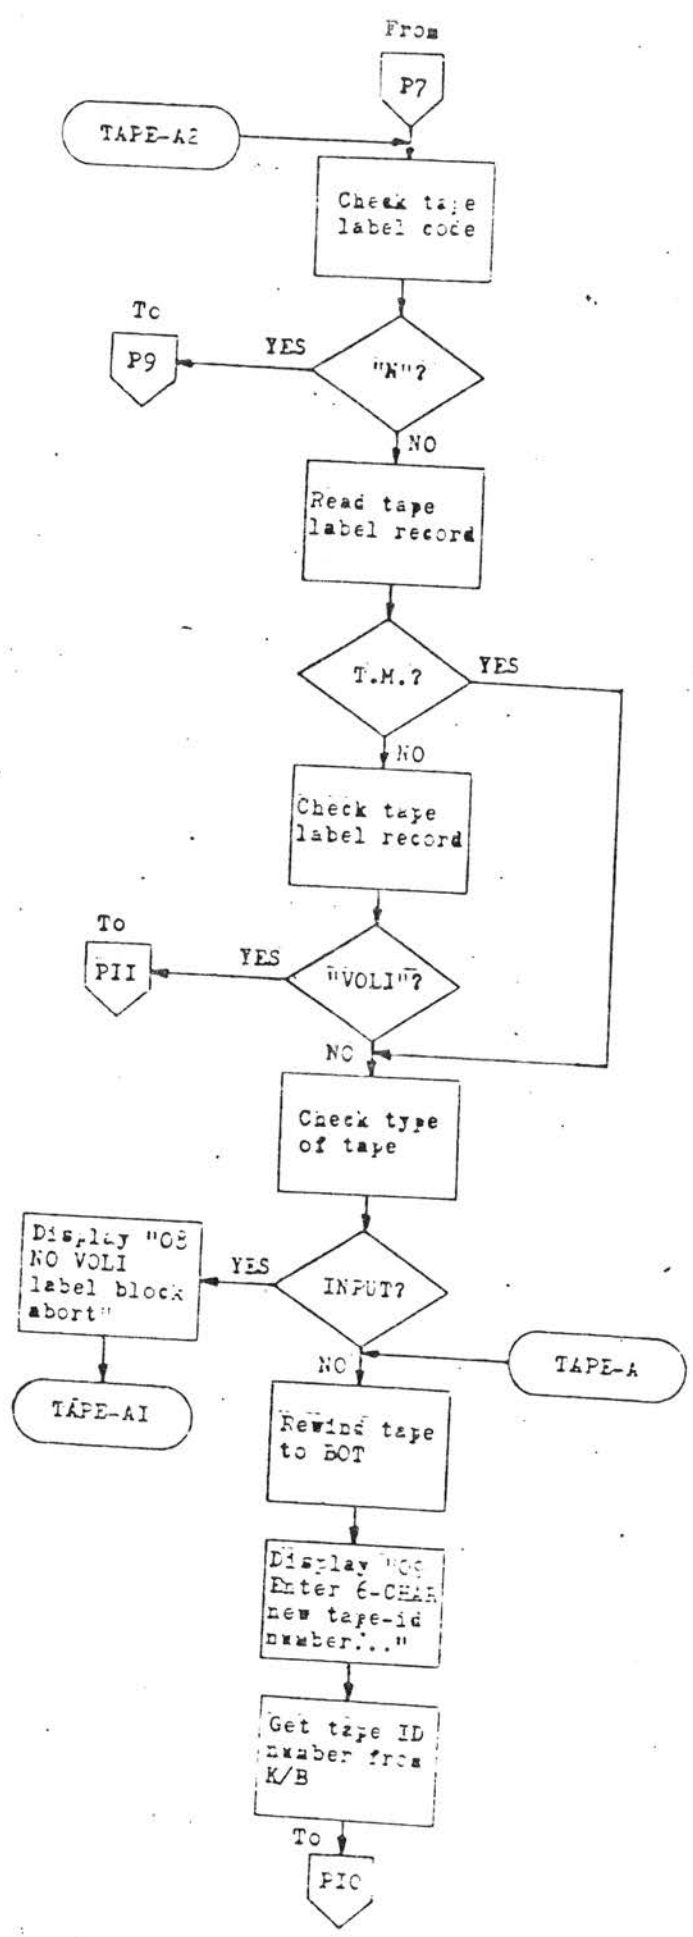 From
P7
TAPE-A2
Check tape
label code
To
P9
YES
"N"?
NO
Read tape
label record
T.M.?
YES
NO
Check tape
label record
To
PII
YES
"VOLI"?
NO
Check type
of tape
Display "08
NO VOLI
label block
abort"
YES
INPUT?
TAPE-AI
NO
TAPE-A
Rewind tape
to BOT
Display "09
Enter 6-CHAR
new tape-id
number..."
Get tape ID
number from
K/B
To
PIO